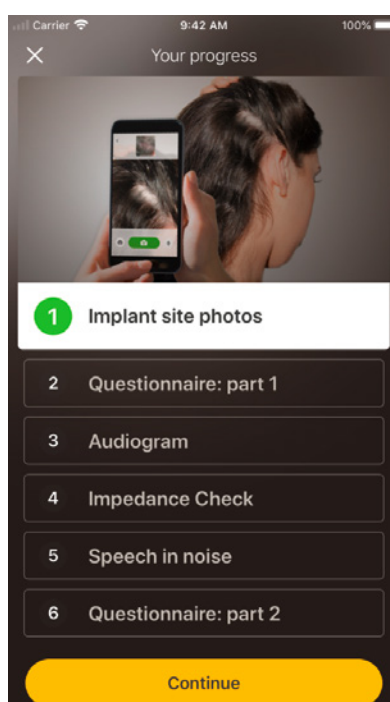 Carrier 9:42 AM 100%
Your progress
1 Implant site photos
2 Questionnaire: part 1
3 Audiogram
4 Impedance Check
5 Speech in noise
6 Questionnaire: part 2
Continue